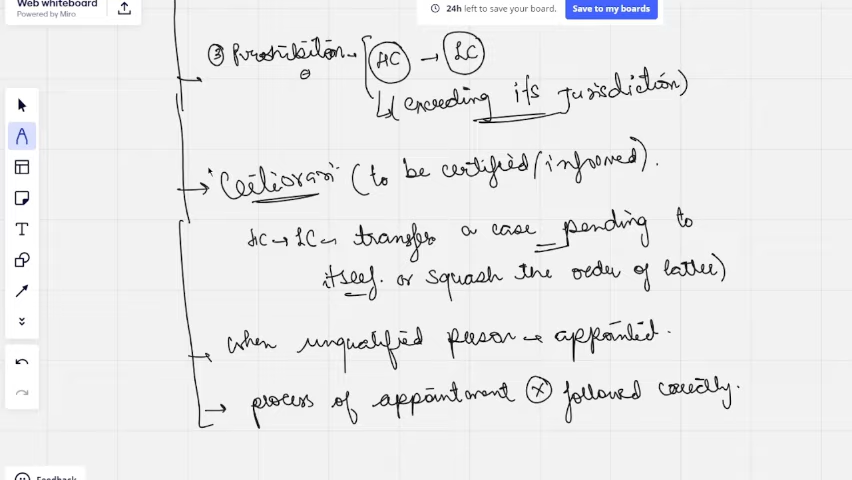 Web whiteboard
Powered by Miro
24h left to save your board.
Save to my boards
③ Prohibition - HC → LC
↳ (exceeding its Jurisdiction)
→ Certiorari (to be certified/informed).
HC → LC - transfer a case pending to
itself. or squash the order of latter)
→ when unqualified person → appointed.
→ process of appointment ⓧ followed correctly.
Feedback